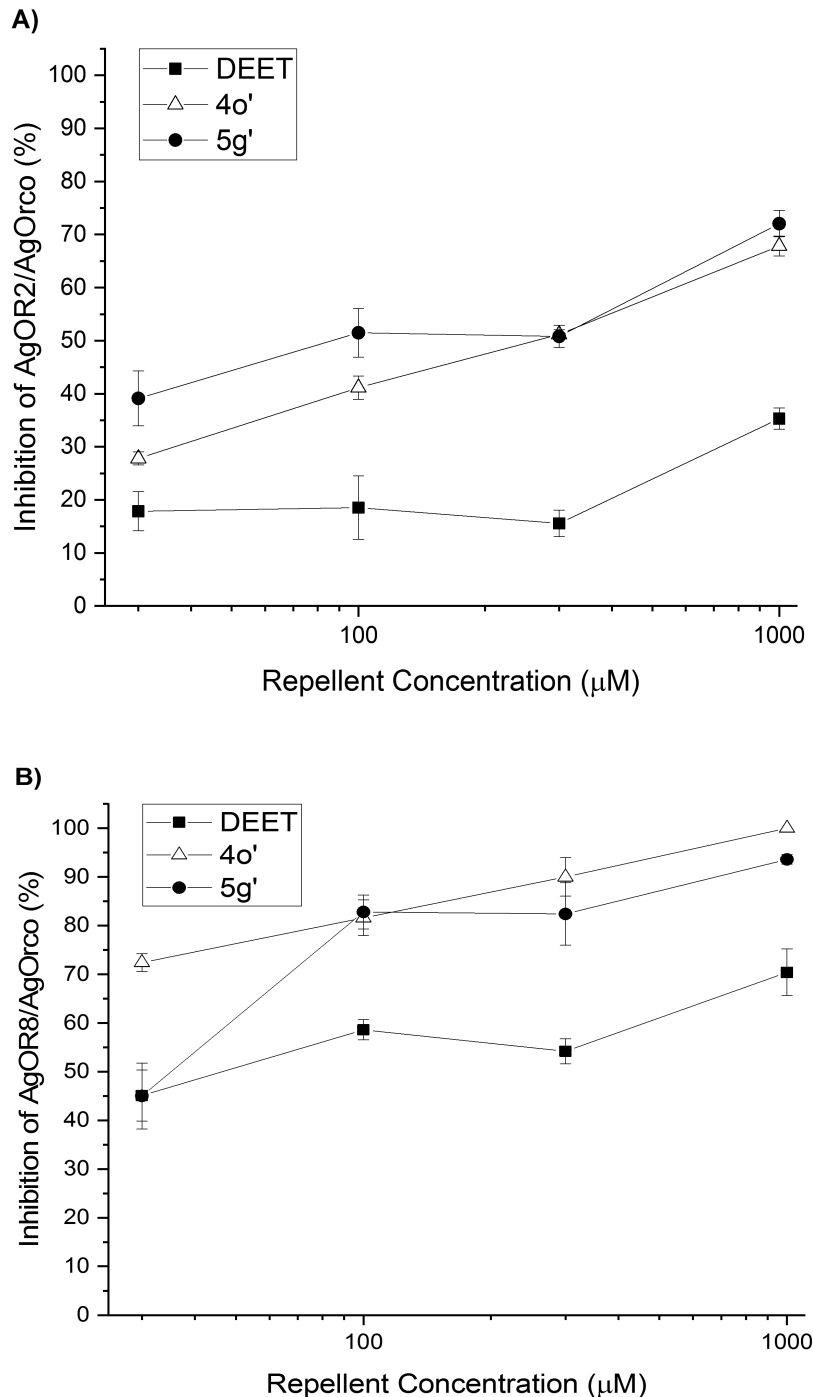 A)
DEET
4o'
5g'
100
90
80
70
60
50
40
30
20
10
0
Inhibition of AgOR2/AgOrco (%)
100
1000
Repellent Concentration (μM)
B)
DEET
4o'
5g'
100
90
80
70
60
50
40
30
20
10
0
Inhibition of AgOR8/AgOrco (%)
100
1000
Repellent Concentration (μM)